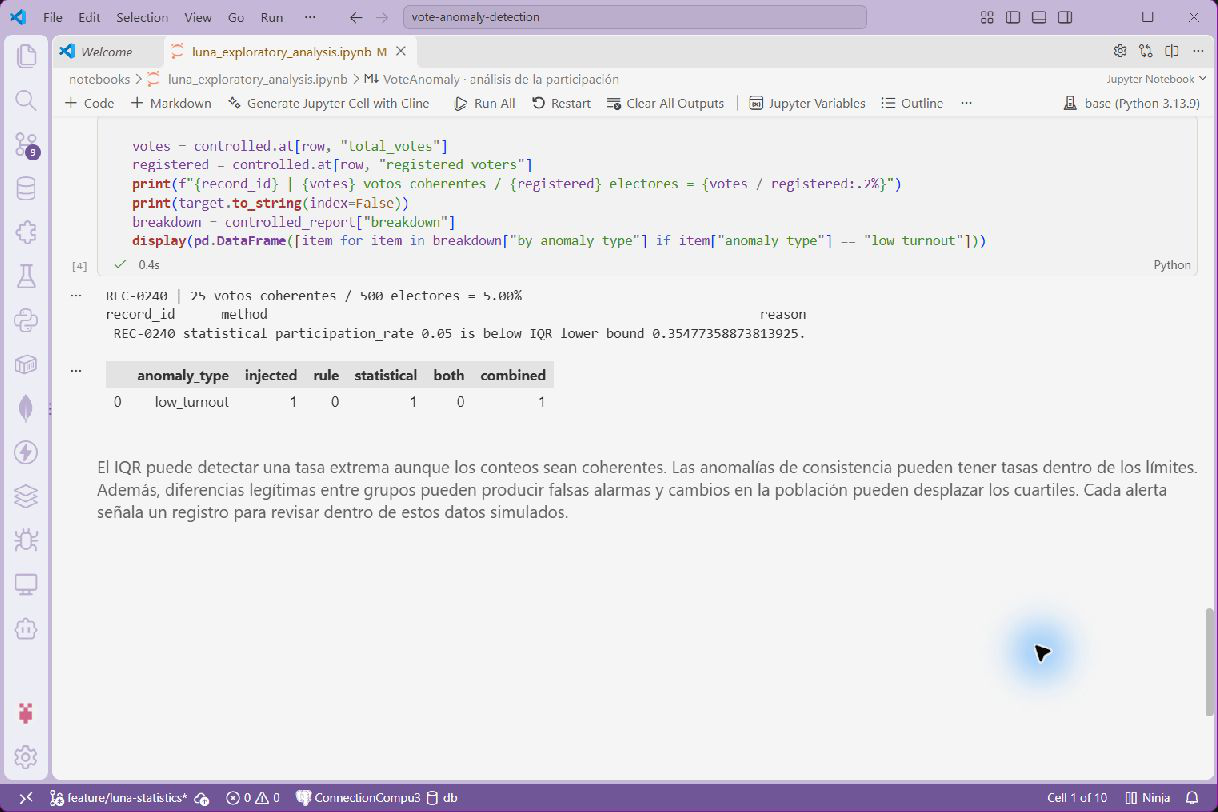 File Edit Selection View Go Run ··· vote-anomaly-detection
Welcome luna_exploratory_analysis.ipynb M
notebooks > luna_exploratory_analysis.ipynb > M↓ VoteAnomaly · análisis de la participación Jupyter Notebook
+ Code + Markdown Generate Jupyter Cell with Cline Run All Restart Clear All Outputs Jupyter Variables Outline ··· base (Python 3.13.9)
votes = controlled.at[row, "total_votes"]
registered = controlled.at[row, "registered_voters"]
print(f"{record_id} | {votes} votos coherentes / {registered} electores = {votes / registered:.2%}")
print(target.to_string(index=False))
breakdown = controlled_report["breakdown"]
display(pd.DataFrame([item for item in breakdown["by_anomaly_type"] if item["anomaly_type"] == "low_turnout"]))
[4] 0.4s Python
··· REC-0240 | 25 votos coherentes / 500 electores = 5.00%
record_id method reason
REC-0240 statistical participation_rate 0.05 is below IQR lower bound 0.35477358873813925.
···
anomaly_type injected rule statistical both combined
0 low_turnout 1 0 1 0 1
El IQR puede detectar una tasa extrema aunque los conteos sean coherentes. Las anomalías de consistencia pueden tener tasas dentro de los límites.
Además, diferencias legítimas entre grupos pueden producir falsas alarmas y cambios en la población pueden desplazar los cuartiles. Cada alerta
señala un registro para revisar dentro de estos datos simulados.
9
feature/luna-statistics* 0 0 ConnectionCompu3 db Cell 1 of 10 Ninja